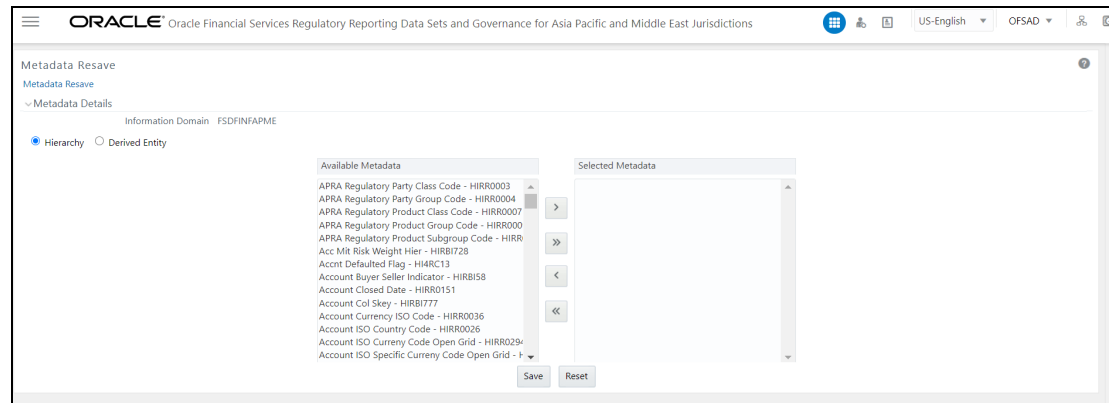 ORACLE® Oracle Financial Services Regulatory Reporting Data Sets and Governance for Asia Pacific and Middle East Jurisdictions US-English OFSAD
Metadata Resave
Metadata Resave
Metadata Details
Information Domain FSDFINFAPME
Hierarchy Derived Entity
Available Metadata Selected Metadata
APRA Regulatory Party Class Code - HIRR0003
APRA Regulatory Party Group Code - HIRR0004
APRA Regulatory Product Class Code - HIRR0007
APRA Regulatory Product Group Code - HIRR000
APRA Regulatory Product Subgroup Code - HIRR
Acc Mit Risk Weight Hier - HIRBI728
Accnt Defaulted Flag - HI4RC13
Account Buyer Seller Indicator - HIRBI58
Account Closed Date - HIRR0151
Account Col Skey - HIRBI777
Account Currency ISO Code - HIRR0036
Account ISO Country Code - HIRR0026
Account ISO Curreny Code Open Grid - HIRR0294
Account ISO Specific Curreny Code Open Grid - H
Save Reset